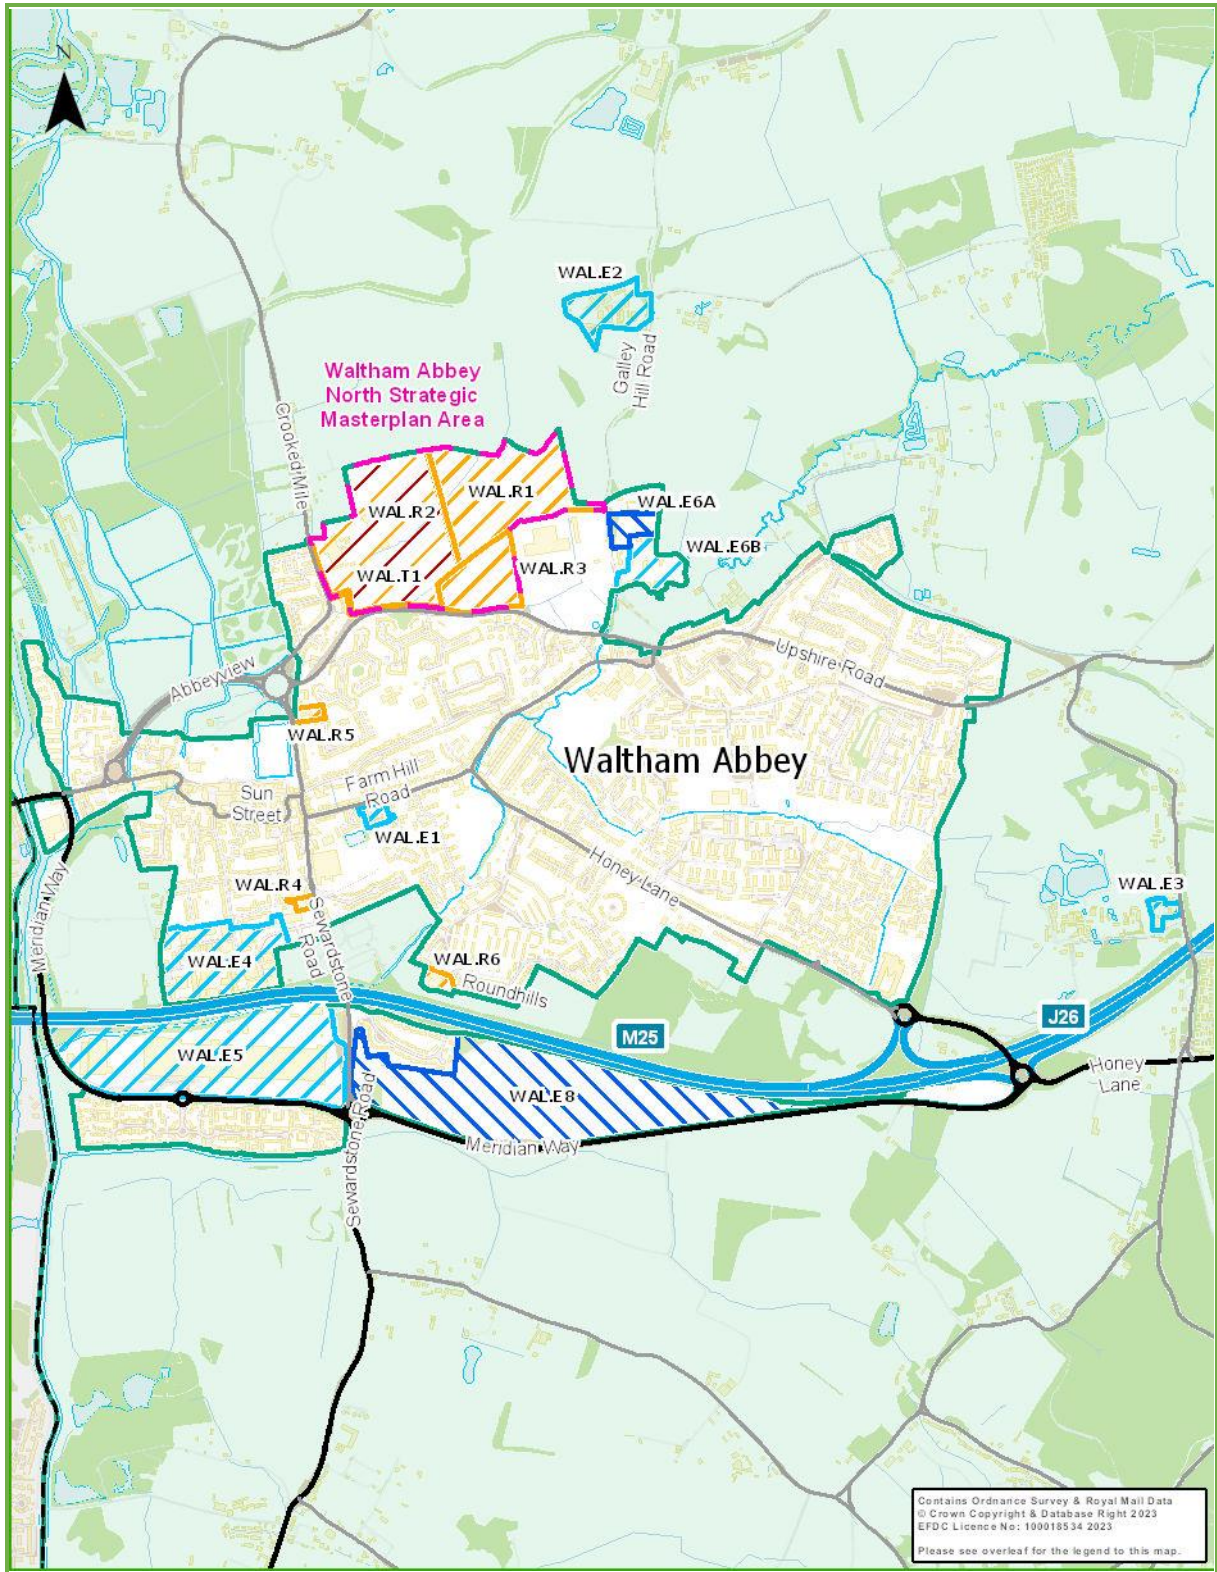 N
WAL.E2
Galley
Hill Road
Waltham Abbey
North Strategic
Masterplan Area
Crooked Mile
WAL.R1
WAL.R2
WAL.E6A
WAL.E6B
WAL.R3
WAL.T1
Upshire Road
Abbeyview
WAL.R5
Waltham Abbey
Farm Hill
Road
Sun
Street
WAL.E1
Honey Lane
Meridian Way
WAL.R4
WAL.E3
Sewardstone
Road
WAL.E4
WAL.R6
Roundhills
J26
M25
WAL.E5
Honey
Lane
WAL.E8
Meridian Way
Sewardstone Road
Contains Ordnance Survey & Royal Mail Data
© Crown Copyright & Database Right 2023
EFDC Licence No: 100018534 2023
Please see overleaf for the legend to this map.